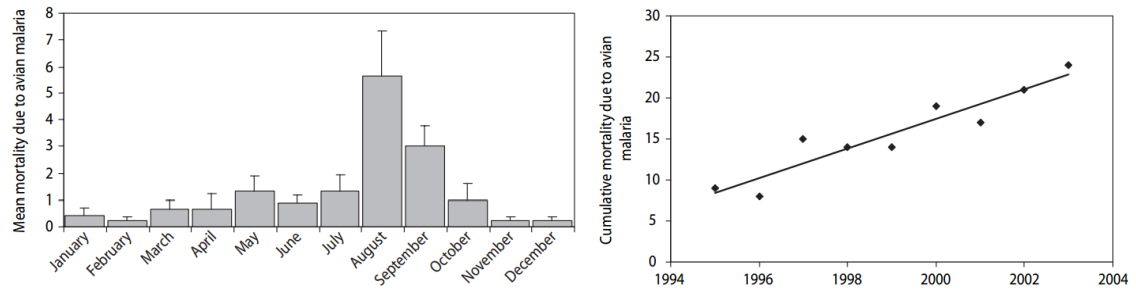 Mean mortality due to avian malaria
8
7
6
5
4
3
2
1
0
January
February
March
April
May
June
July
August
September
October
November
December
Cumulative mortality due to avian
malaria
30
25
20
15
10
5
0
1994
1996
1998
2000
2002
2004